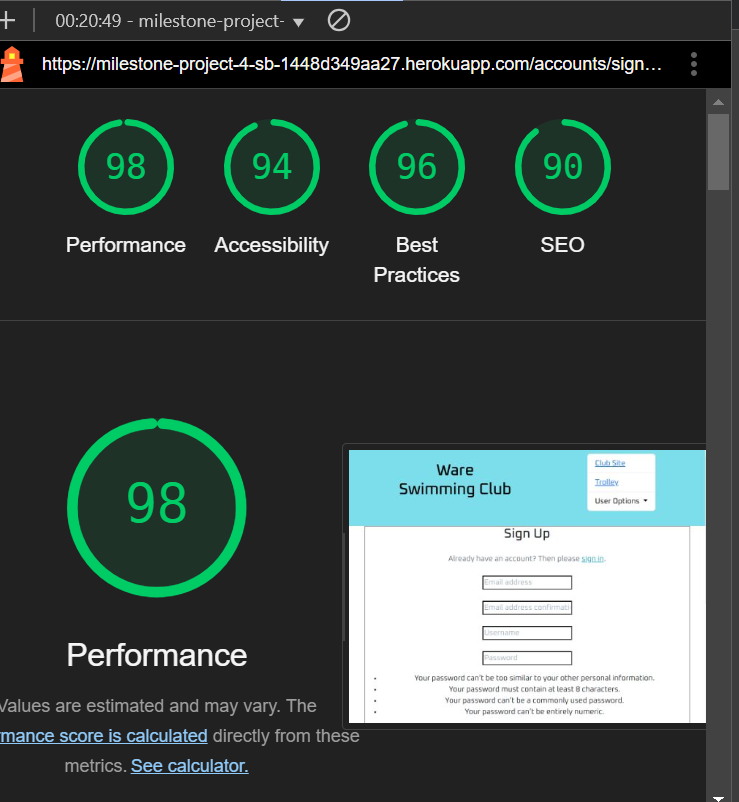 00:20:49 - milestone-project-
https://milestone-project-4-sb-1448d349aa27.herokuapp.com/accounts/sign…
98
94
96
90
Performance
Accessibility
Best
Practices
SEO
98
Ware
Swimming Club
Club Site
Trolley
User Options
Sign Up
Already have an account? Then please sign in.
Email address
Email address confirmati
Username
Password
Your password can't be too similar to your other personal information.
Your password must contain at least 8 characters.
Your password can't be a commonly used password.
Your password can't be entirely numeric.
Performance
Values are estimated and may vary. The
rmance score is calculated directly from these
metrics. See calculator.